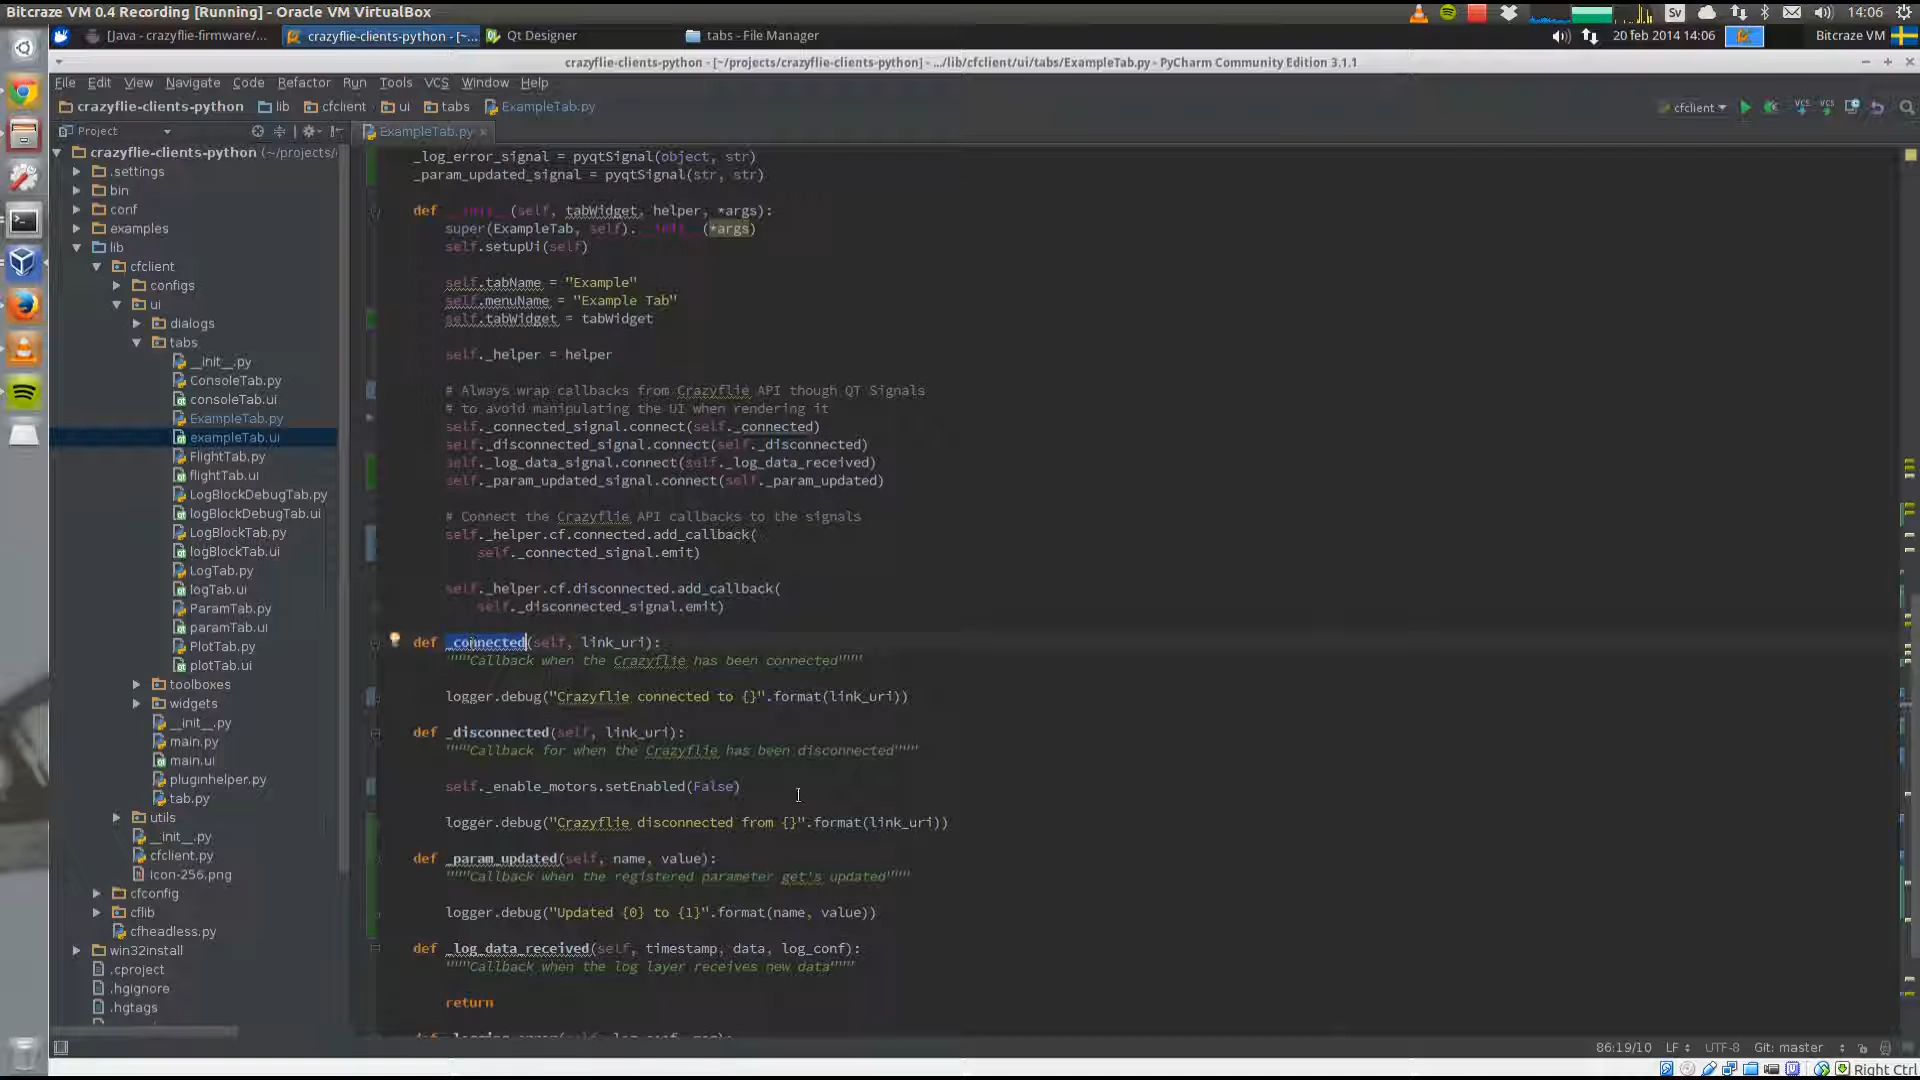 Bitcraze VM 0.4 Recording [Running] - Oracle VM VirtualBox
Sv
14:06
[Java - crazyflie-firmware/...
crazyflie-clients-python - [~...
Qt Designer
tabs - File Manager
20 feb 2014 14:06
Bitcraze VM
crazyflie-clients-python - [~/projects/crazyflie-clients-python] - .../lib/cfclient/ui/tabs/ExampleTab.py - PyCharm Community Edition 3.1.1
File Edit View Navigate Code Refactor Run Tools VCS Window Help
crazyflie-clients-python lib cfclient ui tabs ExampleTab.py
cfclient
Project
ExampleTab.py
crazyflie-clients-python (~/projects/
.settings
bin
conf
examples
lib
cfclient
configs
ui
dialogs
tabs
__init__.py
ConsoleTab.py
consoleTab.ui
ExampleTab.py
exampleTab.ui
FlightTab.py
flightTab.ui
LogBlockDebugTab.py
logBlockDebugTab.ui
LogBlockTab.py
logBlockTab.ui
LogTab.py
logTab.ui
ParamTab.py
paramTab.ui
PlotTab.py
plotTab.ui
toolboxes
widgets
__init__.py
main.py
main.ui
pluginhelper.py
tab.py
utils
__init__.py
cfclient.py
icon-256.png
cfconfig
cflib
cfheadless.py
win32install
.cproject
.hgignore
.hgtags
_log_error_signal = pyqtSignal(object, str)
_param_updated_signal = pyqtSignal(str, str)
def __init__(self, tabWidget, helper, *args):
super(ExampleTab, self).__init__(*args)
self.setupUi(self)
self.tabName = "Example"
self.menuName = "Example Tab"
self.tabWidget = tabWidget
self._helper = helper
# Always wrap callbacks from Crazyflie API though QT Signals
# to avoid manipulating the UI when rendering it
self._connected_signal.connect(self._connected)
self._disconnected_signal.connect(self._disconnected)
self._log_data_signal.connect(self._log_data_received)
self._param_updated_signal.connect(self._param_updated)
# Connect the Crazyflie API callbacks to the signals
self._helper.cf.connected.add_callback(
self._connected_signal.emit)
self._helper.cf.disconnected.add_callback(
self._disconnected_signal.emit)
def _connected(self, link_uri):
"""Callback when the Crazyflie has been connected"""
logger.debug("Crazyflie connected to {}".format(link_uri))
def _disconnected(self, link_uri):
"""Callback for when the Crazyflie has been disconnected"""
self._enable_motors.setEnabled(False)
logger.debug("Crazyflie disconnected from {}".format(link_uri))
def _param_updated(self, name, value):
"""Callback when the registered parameter get's updated"""
logger.debug("Updated {0} to {1}".format(name, value))
def _log_data_received(self, timestamp, data, log_conf):
"""Callback when the log layer receives new data"""
return
86:19/10 LF UTF-8 Git: master
Right Ctrl